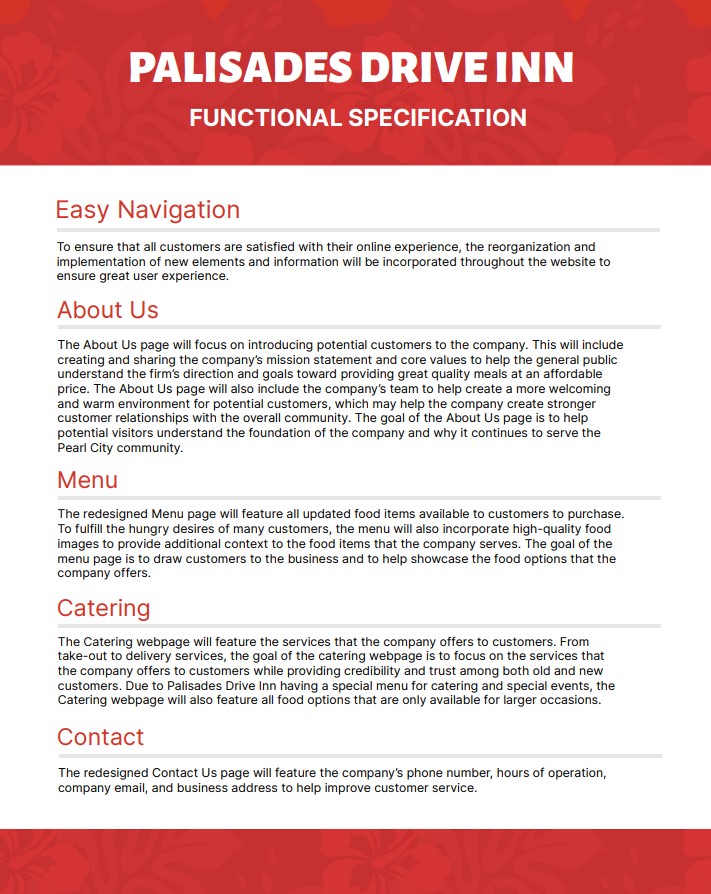 PALISADES DRIVE INN
FUNCTIONAL SPECIFICATION
Easy Navigation
To ensure that all customers are satisfied with their online experience, the reorganization and
implementation of new elements and information will be incorporated throughout the website to
ensure great user experience.
About Us
The About Us page will focus on introducing potential customers to the company. This will include
creating and sharing the company’s mission statement and core values to help the general public
understand the firm’s direction and goals toward providing great quality meals at an affordable
price. The About Us page will also include the company’s team to help create a more welcoming
and warm environment for potential customers, which may help the company create stronger
customer relationships with the overall community. The goal of the About Us page is to help
potential visitors understand the foundation of the company and why it continues to serve the
Pearl City community.
Menu
The redesigned Menu page will feature all updated food items available to customers to purchase.
To fulfill the hungry desires of many customers, the menu will also incorporate high-quality food
images to provide additional context to the food items that the company serves. The goal of the
menu page is to draw customers to the business and to help showcase the food options that the
company offers.
Catering
The Catering webpage will feature the services that the company offers to customers. From
take-out to delivery services, the goal of the catering webpage is to focus on the services that
the company offers to customers while providing credibility and trust among both old and new
customers. Due to Palisades Drive Inn having a special menu for catering and special events, the
Catering webpage will also feature all food options that are only available for larger occasions.
Contact
The redesigned Contact Us page will feature the company’s phone number, hours of operation,
company email, and business address to help improve customer service.